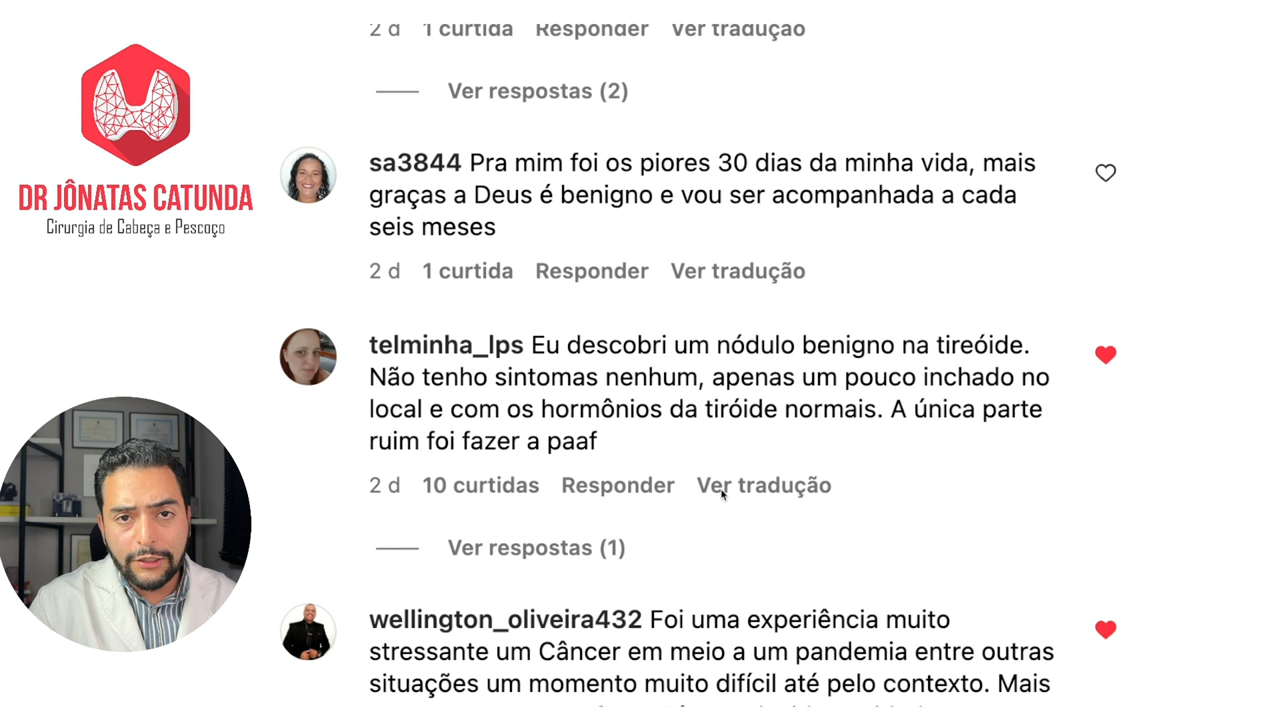 2 d 1 curtida Responder Ver tradução
Ver respostas (2)
DR JÔNATAS CATUNDA
Cirurgia de Cabeça e Pescoço
sa3844 Pra mim foi os piores 30 dias da minha vida, mais
graças a Deus é benigno e vou ser acompanhada a cada
seis meses
2 d 1 curtida Responder Ver tradução
telminha_lps Eu descobri um nódulo benigno na tireóide.
Não tenho sintomas nenhum, apenas um pouco inchado no
local e com os hormônios da tiróide normais. A única parte
ruim foi fazer a paaf
2 d 10 curtidas Responder Ver tradução
Ver respostas (1)
wellington_oliveira432 Foi uma experiência muito
stressante um Câncer em meio a um pandemia entre outras
situações um momento muito difícil até pelo contexto. Mais